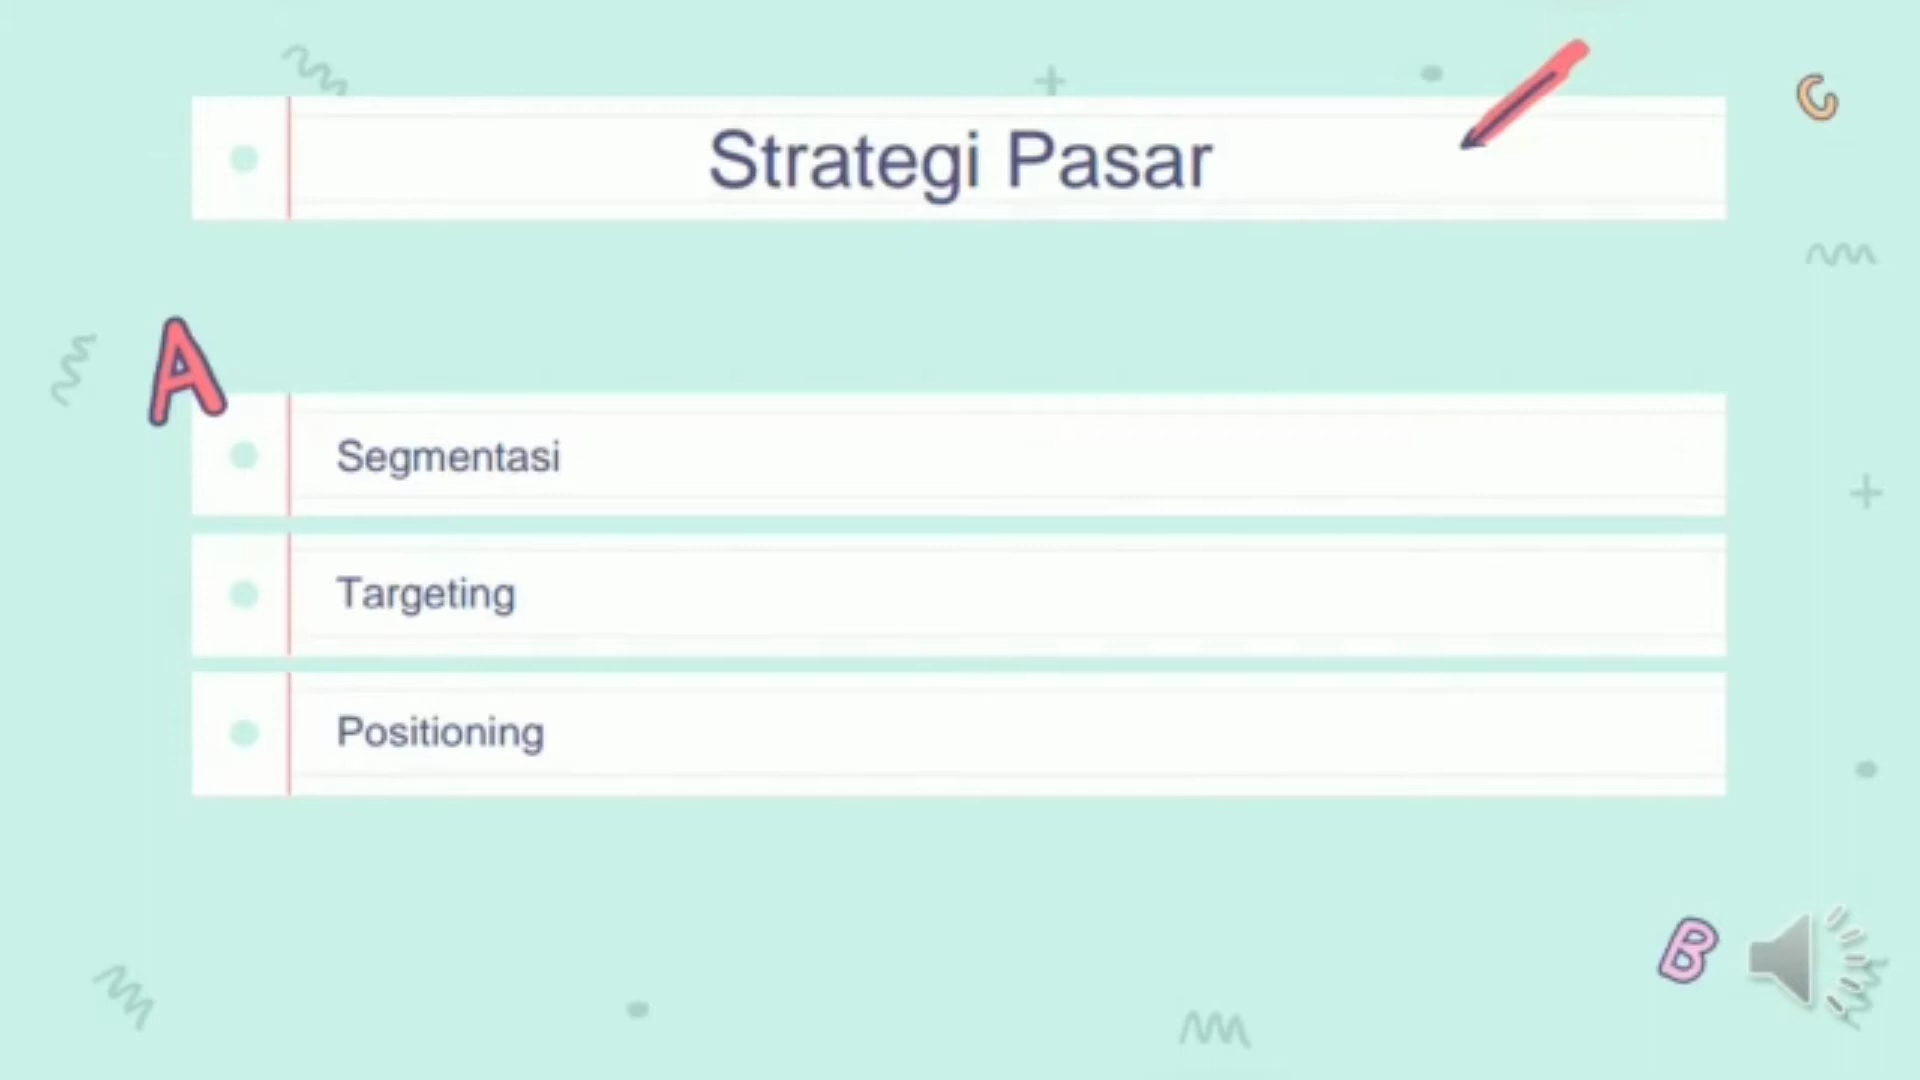 Strategi Pasar
C
A
Segmentasi
Targeting
Positioning
B